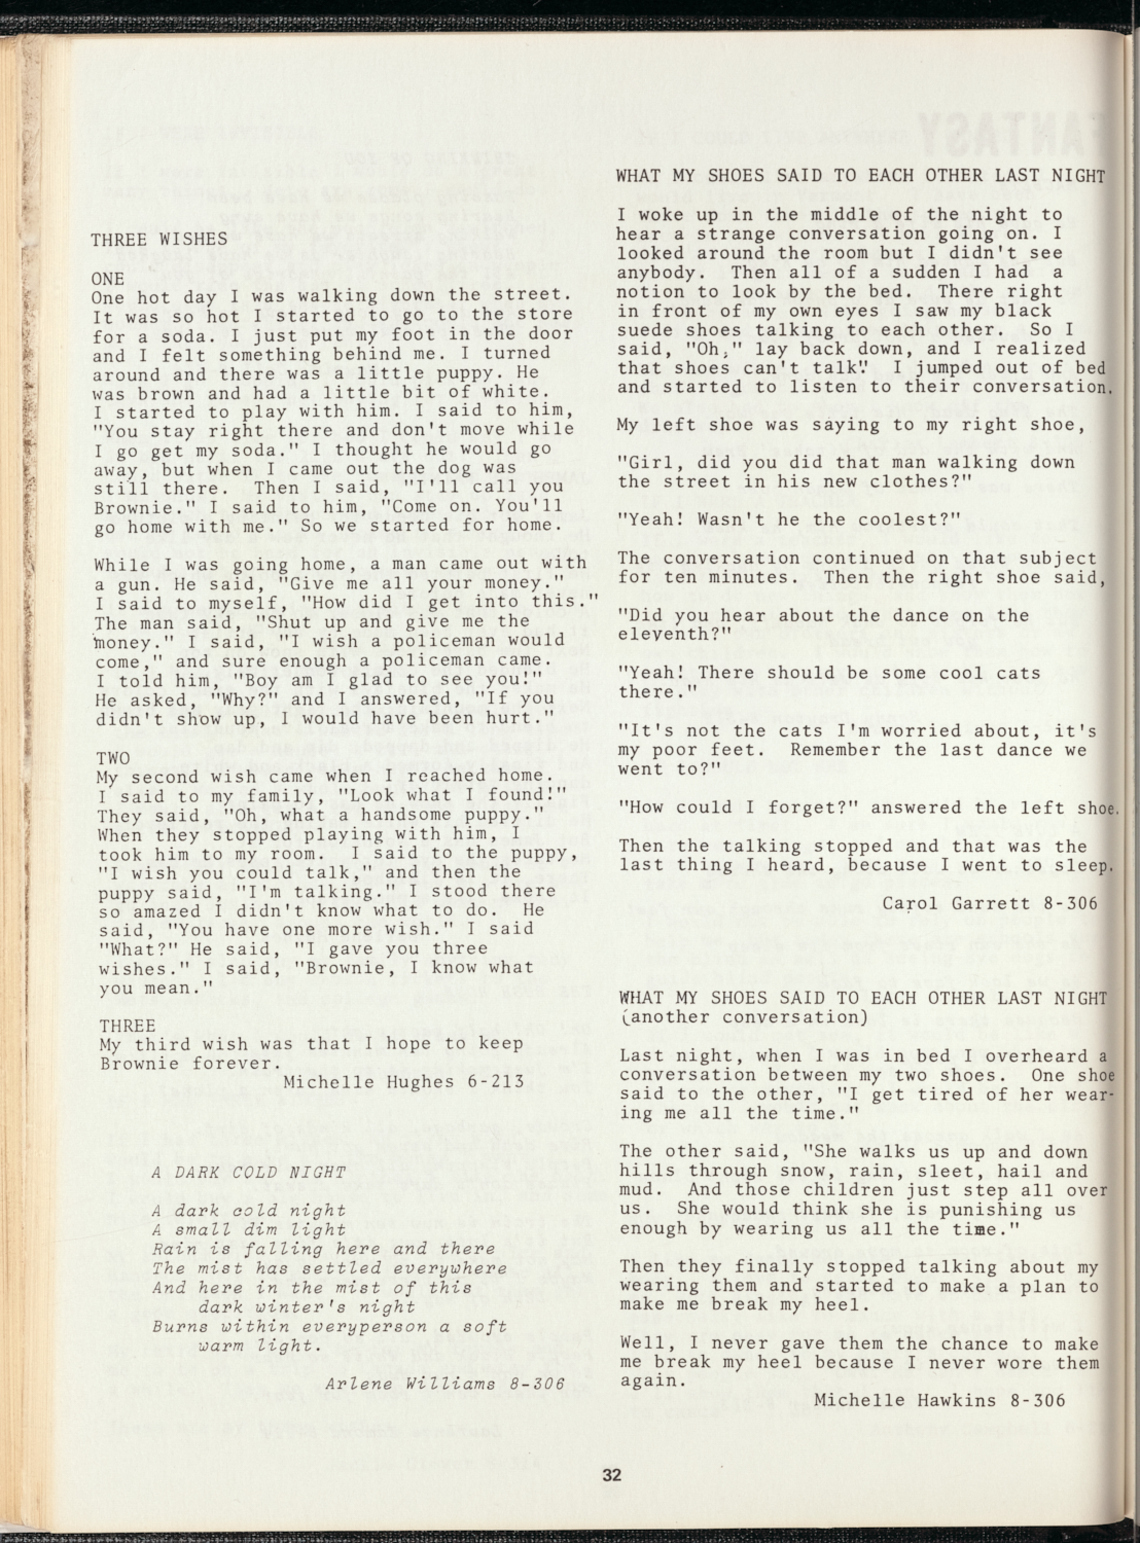 THREE WISHES
ONE
One hot day I was walking down the street.
It was so hot I started to go to the store
for a soda. I just put my foot in the door
and I felt something behind me. I turned
around and there was a little puppy. He
was brown and had a little bit of white.
I started to play with him. I said to him,
"You stay right there and don't move while
I go get my soda." I thought he would go
away, but when I came out the dog was
still there. Then I said, "I'll call you
Brownie." I said to him, "Come on. You'll
go home with me." So we started for home.
While I was going home, a man came out with
a gun. He said, "Give me all your money."
I said to myself, "How did I get into this."
The man said, "Shut up and give me the
money." I said, "I wish a policeman would
come," and sure enough a policeman came.
I told him, "Boy am I glad to see you!"
He asked, "Why?" and I answered, "If you
didn't show up, I would have been hurt."
TWO
My second wish came when I reached home.
I said to my family, "Look what I found!"
They said, "Oh, what a handsome puppy."
When they stopped playing with him, I
took him to my room. I said to the puppy,
"I wish you could talk," and then the
puppy said, "I'm talking." I stood there
so amazed I didn't know what to do. He
said, "You have one more wish." I said
"What?" He said, "I gave you three
wishes." I said, "Brownie, I know what
you mean."
THREE
My third wish was that I hope to keep
Brownie forever.
Michelle Hughes 6-213
A DARK COLD NIGHT
A dark cold night
A small dim light
Rain is falling here and there
The mist has settled everywhere
And here in the mist of this
dark winter's night
Burns within everyperson a soft
warm light.
Arlene Williams 8-306
WHAT MY SHOES SAID TO EACH OTHER LAST NIGHT
I woke up in the middle of the night to
hear a strange conversation going on. I
looked around the room but I didn't see
anybody. Then all of a sudden I had a
notion to look by the bed. There right
in front of my own eyes I saw my black
suede shoes talking to each other. So I
said, "Oh," lay back down, and I realized
that shoes can't talk!" I jumped out of bed
and started to listen to their conversation.
My left shoe was saying to my right shoe,
"Girl, did you did that man walking down
the street in his new clothes?"
"Yeah! Wasn't he the coolest?"
The conversation continued on that subject
for ten minutes. Then the right shoe said,
"Did you hear about the dance on the
eleventh?"
"Yeah! There should be some cool cats
there."
"It's not the cats I'm worried about, it's
my poor feet. Remember the last dance we
went to?"
"How could I forget?" answered the left shoe.
Then the talking stopped and that was the
last thing I heard, because I went to sleep.
Carol Garrett 8-306
WHAT MY SHOES SAID TO EACH OTHER LAST NIGHT
(another conversation)
Last night, when I was in bed I overheard a
conversation between my two shoes. One shoe
said to the other, "I get tired of her wear-
ing me all the time."
The other said, "She walks us up and down
hills through snow, rain, sleet, hail and
mud. And those children just step all over
us. She would think she is punishing us
enough by wearing us all the time."
Then they finally stopped talking about my
wearing them and started to make a plan to
make me break my heel.
Well, I never gave them the chance to make
me break my heel because I never wore them
again.
Michelle Hawkins 8-306
32